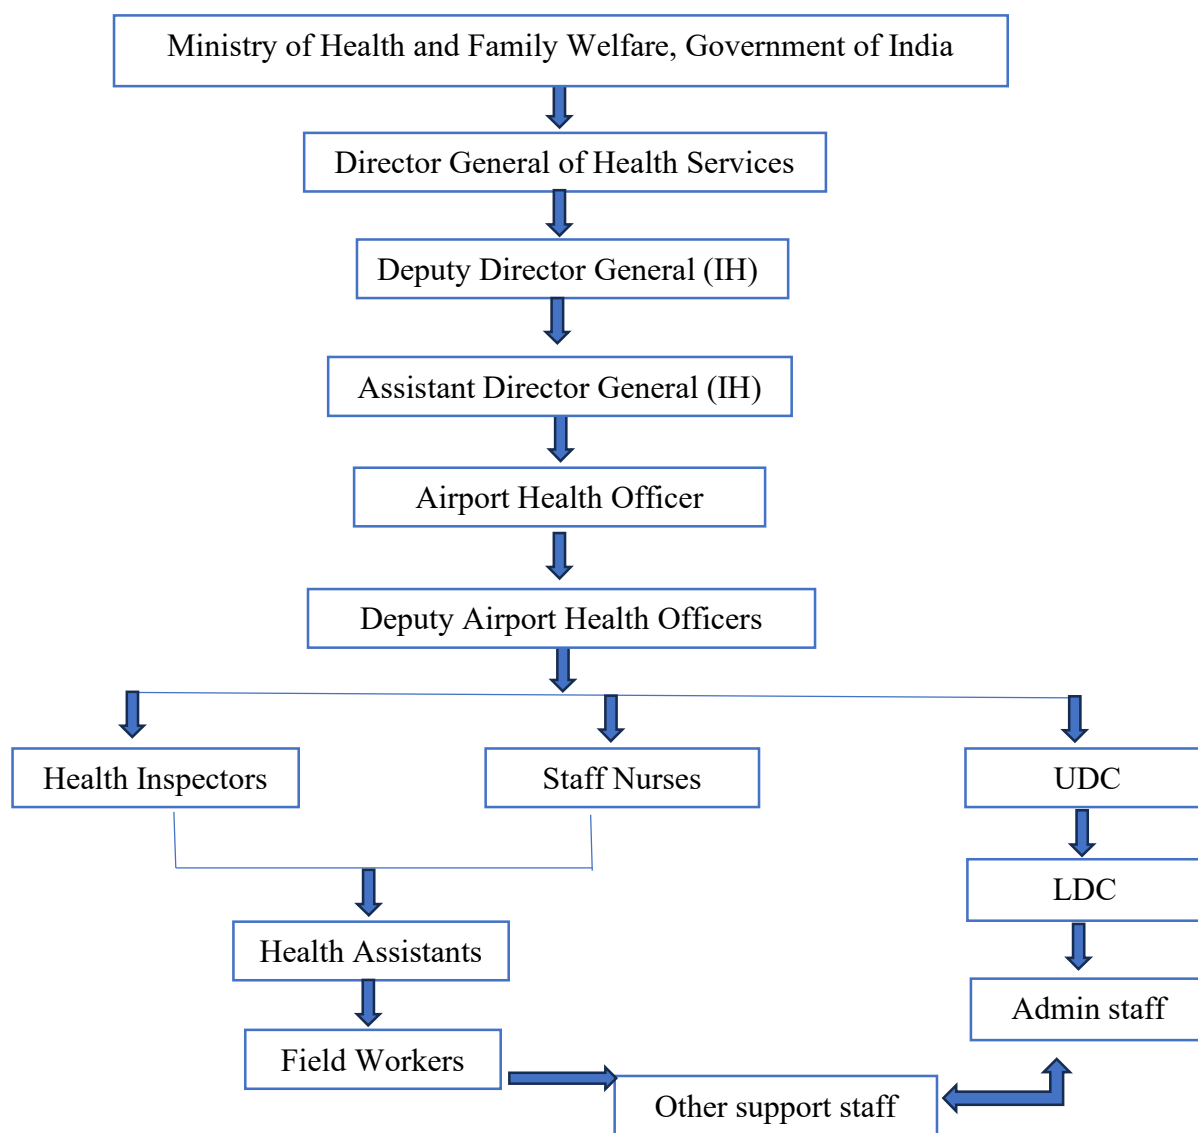 Ministry of Health and Family Welfare, Government of India
Director General of Health Services
Deputy Director General (IH)
Assistant Director General (IH)
Airport Health Officer
Deputy Airport Health Officers
Health Inspectors
Staff Nurses
UDC
LDC
Health Assistants
Admin staff
Field Workers
Other support staff